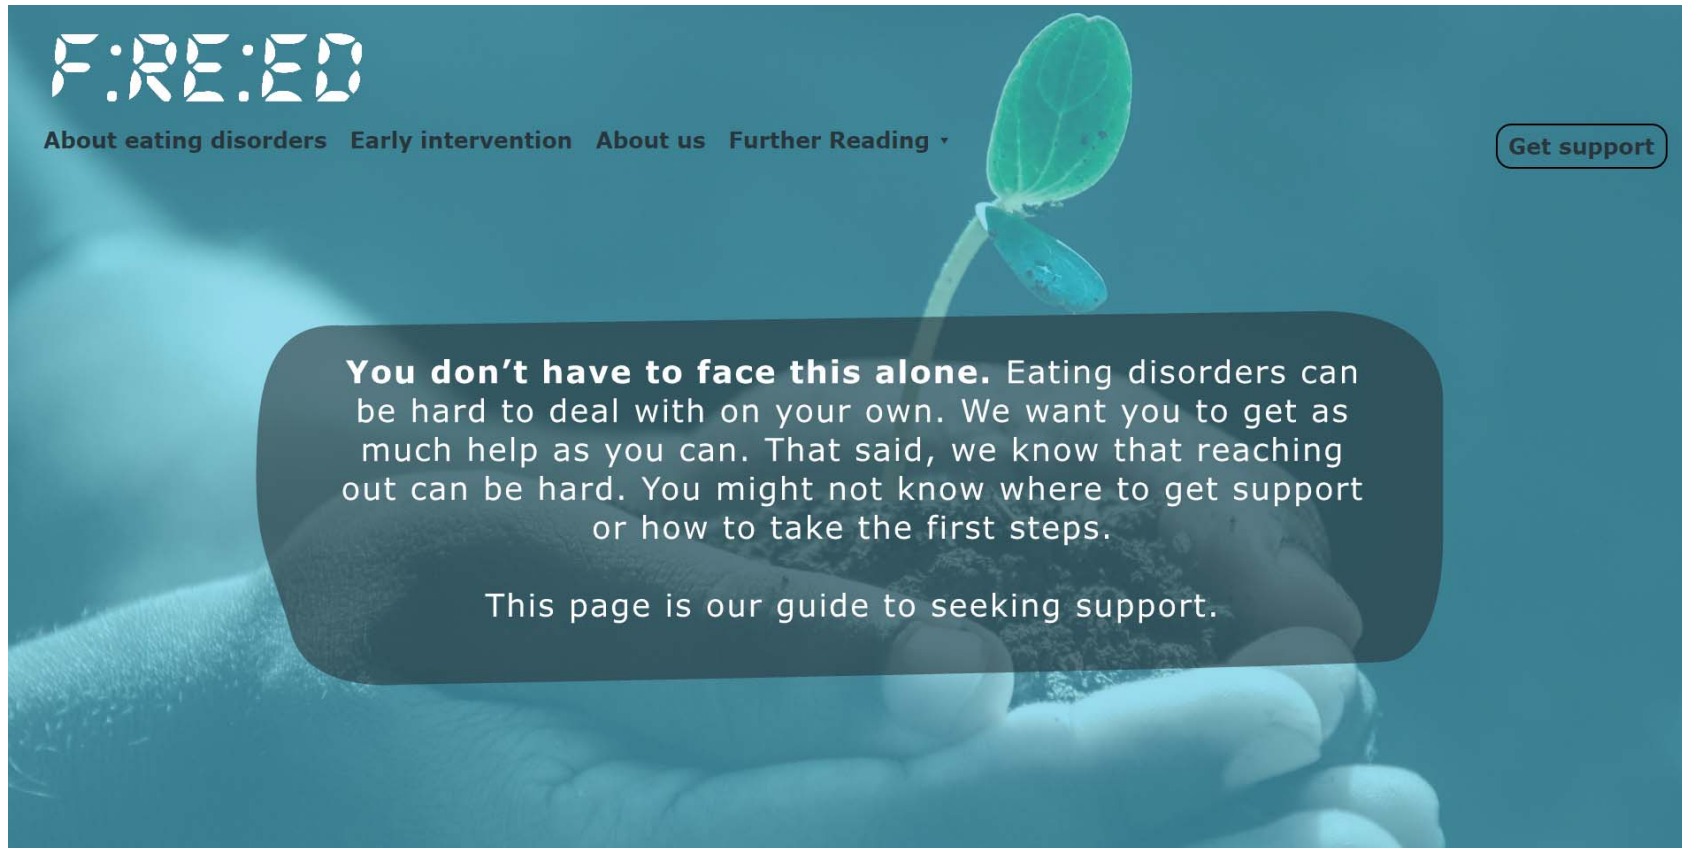 F:RE:ED
About eating disorders Early intervention About us Further Reading
Get support
You don’t have to face this alone. Eating disorders can
be hard to deal with on your own. We want you to get as
much help as you can. That said, we know that reaching
out can be hard. You might not know where to get support
or how to take the first steps.
This page is our guide to seeking support.